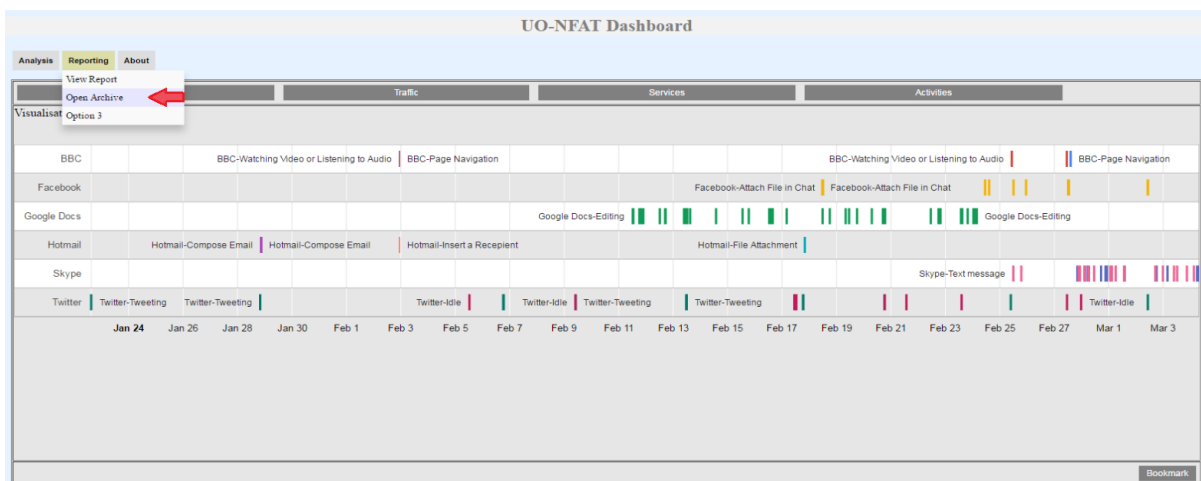 UO-NFAT Dashboard
Analysis Reporting About
View Report
Open Archive
Option 3
Traffic Services Activities
Visualisat
BBC BBC-Watching Video or Listening to Audio BBC-Page Navigation BBC-Watching Video or Listening to Audio BBC-Page Navigation
Facebook Facebook-Attach File in Chat Facebook-Attach File in Chat
Google Docs Google Docs-Editing Google Docs-Editing
Hotmail Hotmail-Compose Email Hotmail-Compose Email Hotmail-Insert a Recepient Hotmail-File Attachment
Skype Skype-Text message
Twitter Twitter-Tweeting Twitter-Tweeting Twitter-Idle Twitter-Idle Twitter-Tweeting Twitter-Tweeting Twitter-Idle
Jan 24 Jan 26 Jan 28 Jan 30 Feb 1 Feb 3 Feb 5 Feb 7 Feb 9 Feb 11 Feb 13 Feb 15 Feb 17 Feb 19 Feb 21 Feb 23 Feb 25 Feb 27 Mar 1 Mar 3
Bookmark